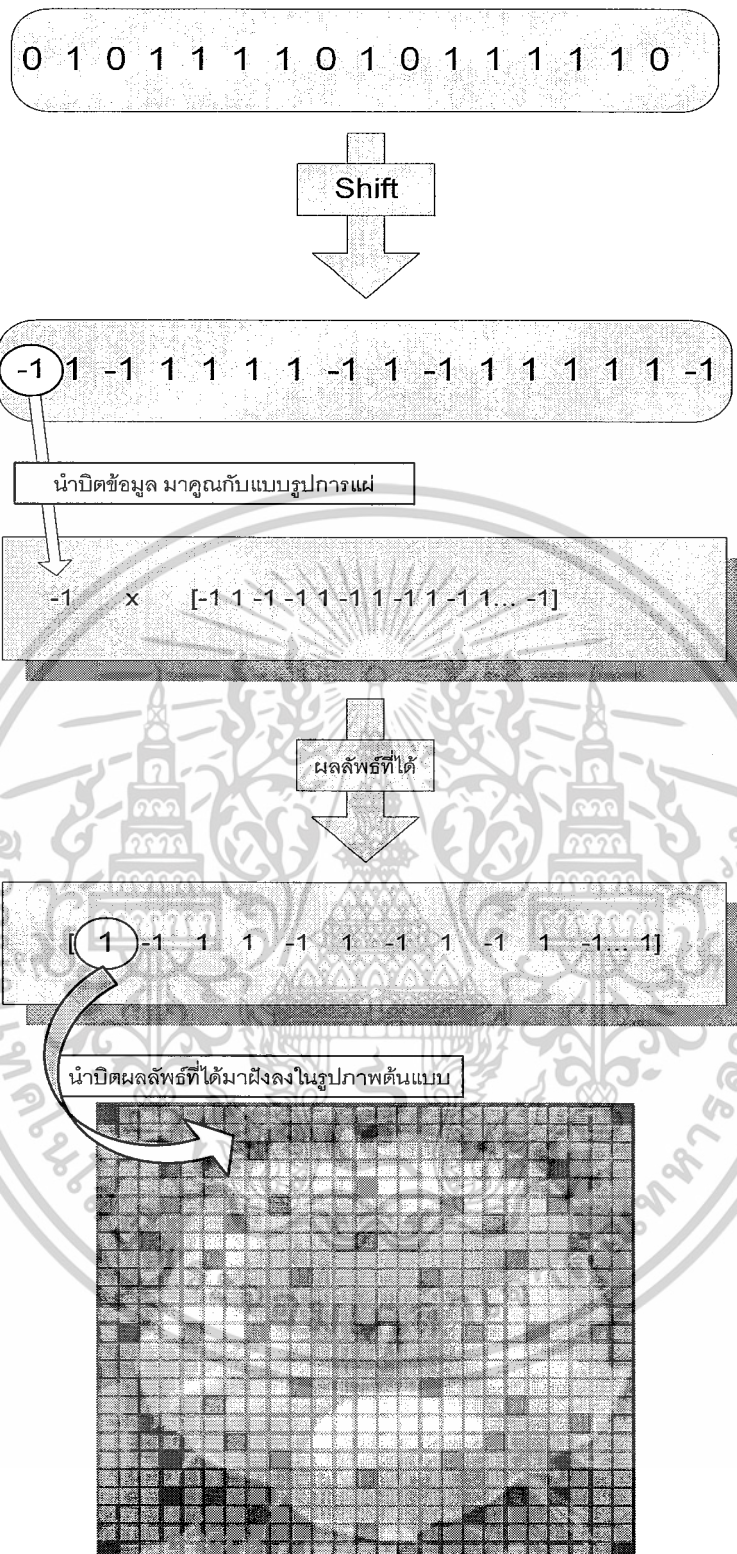 0 1 0 1 1 1 1 0 1 0 1 1 1 1 1 0
Shift
-1 1 -1 1 1 1 1 -1 1 -1 1 1 1 1 1 -1
นำบิตข้อมูล มาคูณกับแบบรูปการแผ่
-1 x [-1 1 -1 -1 1 -1 1 -1 1 -1 1... -1]
ผลลัพธ์ที่ได้
[ 1 -1 1 1 -1 1 -1 1 -1 1 -1... 1]
นำบิตผลลัพธ์ที่ได้มาฝังลงในรูปภาพต้นแบบ